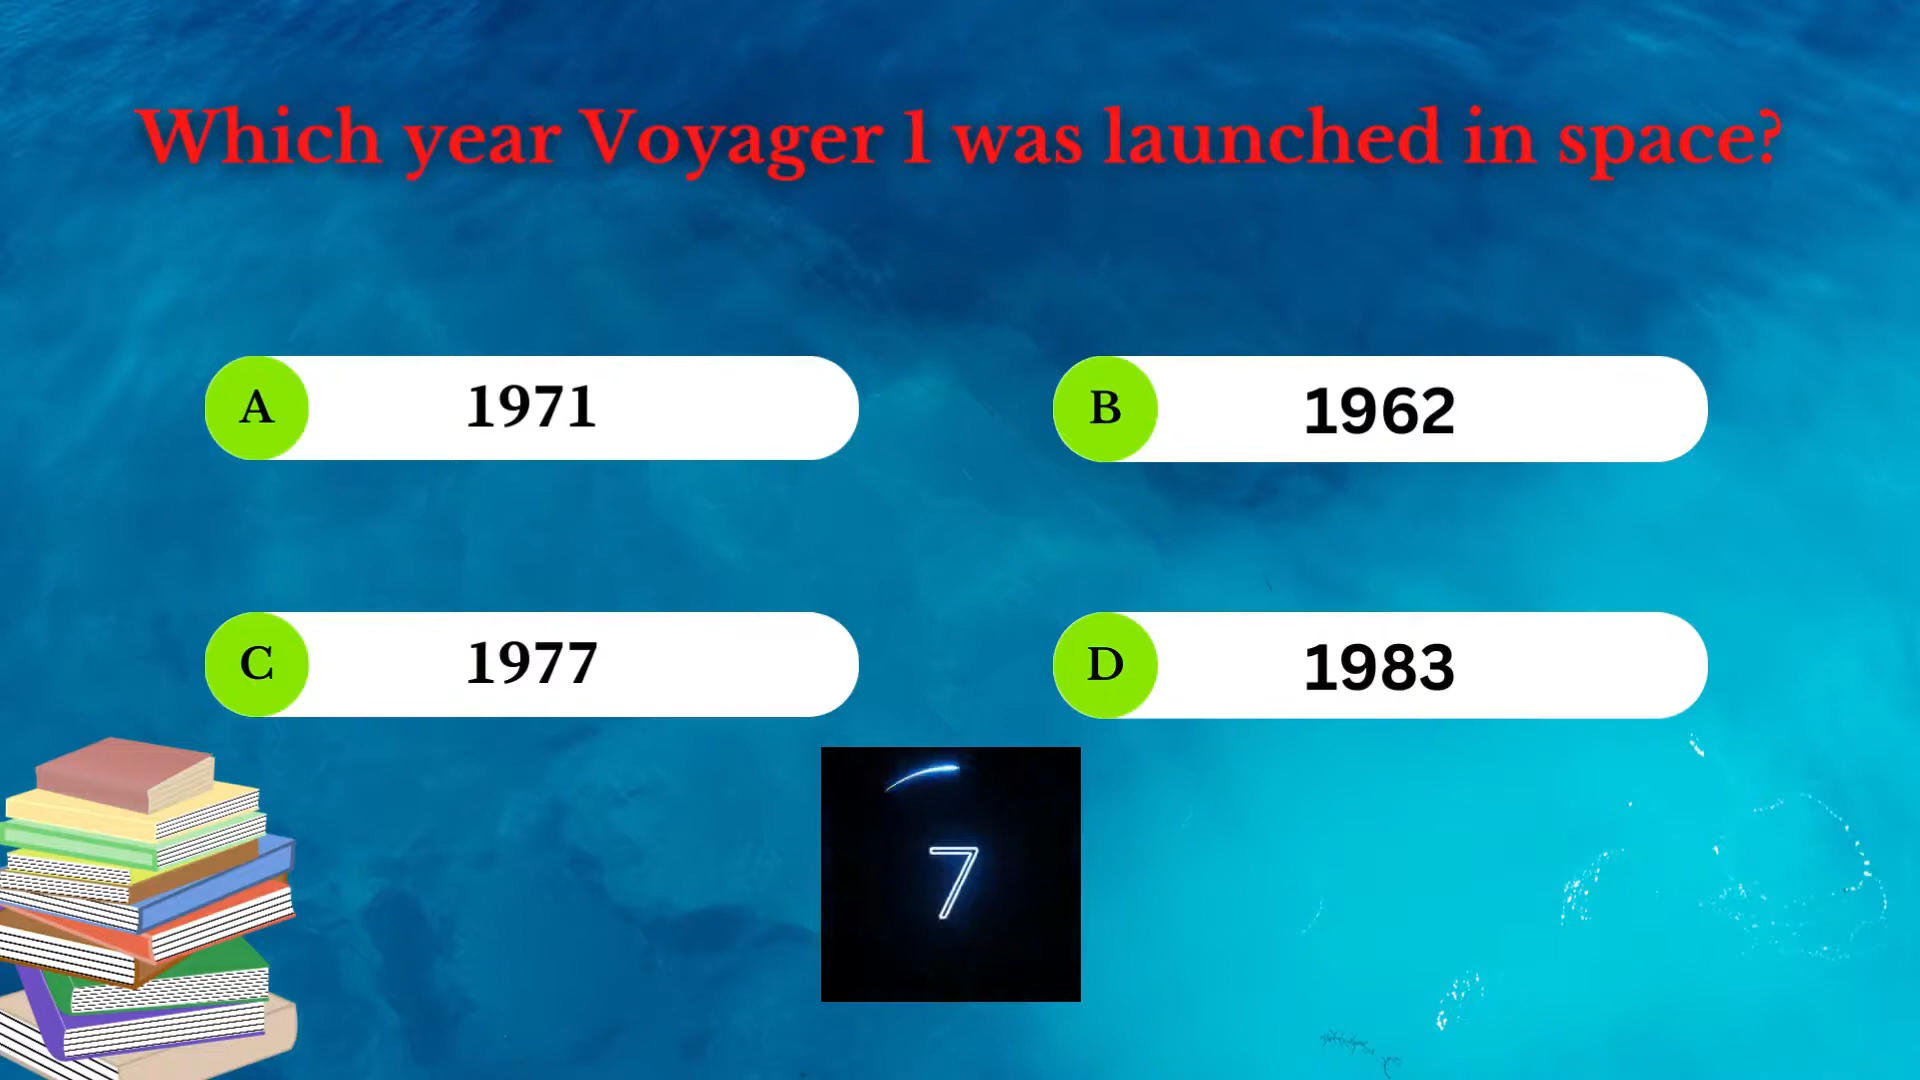 Which year Voyager 1 was launched in space?
A 1971
B 1962
C 1977
D 1983
7